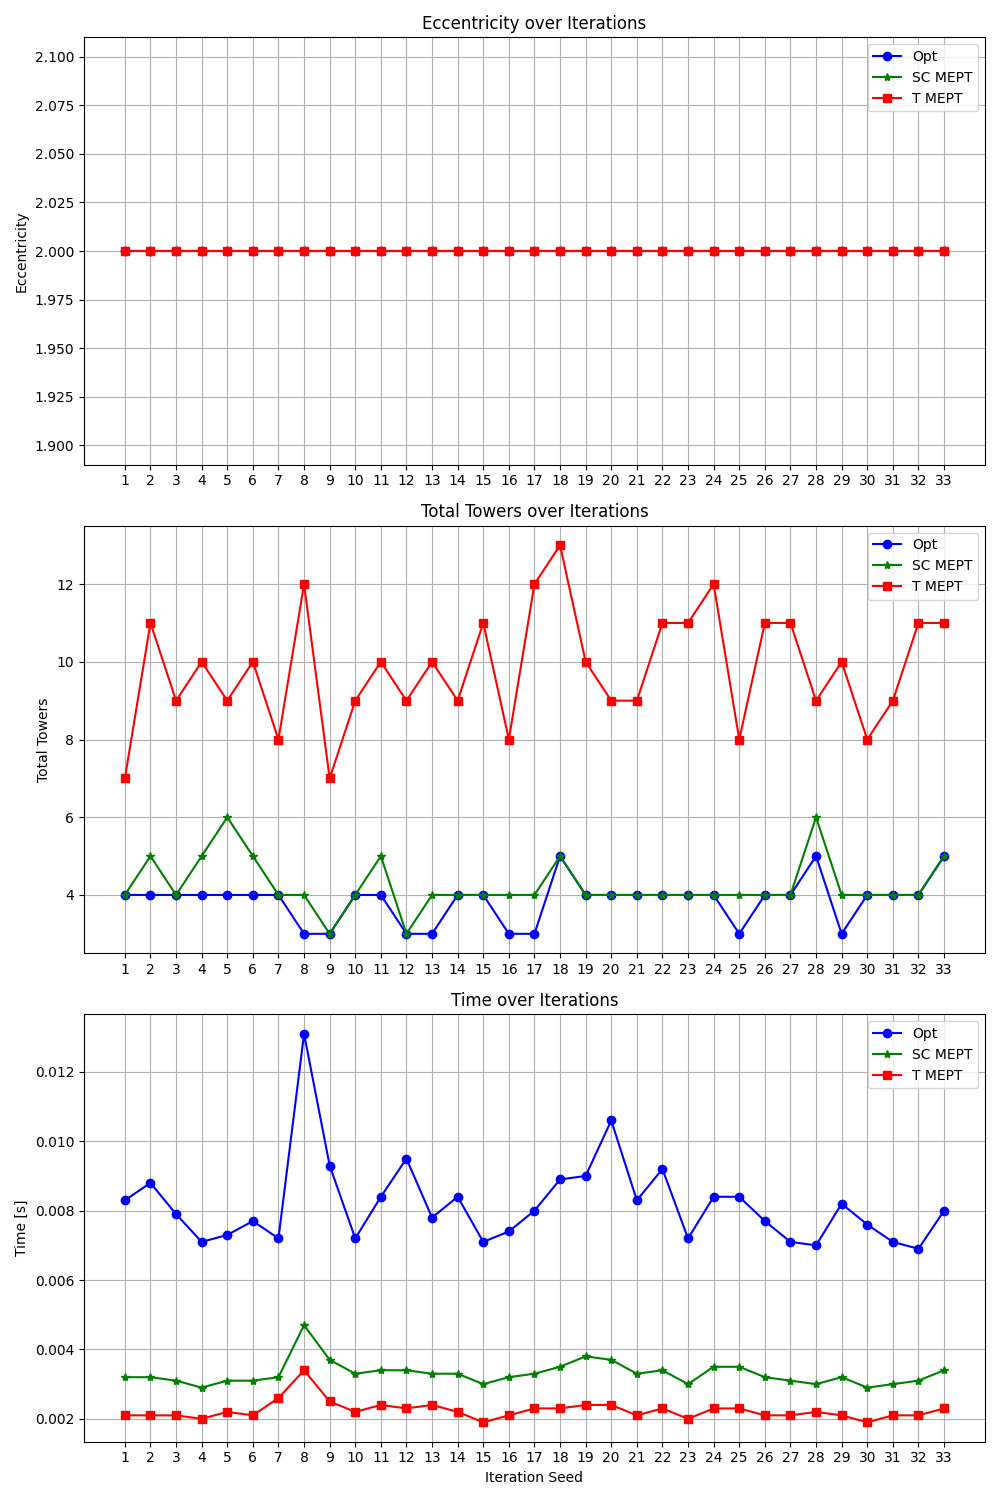 Eccentricity over Iterations
Opt
SC MEPT
T MEPT
Eccentricity
2.100
2.075
2.050
2.025
2.000
1.975
1.950
1.925
1.900
1 2 3 4 5 6 7 8 9 10 11 12 13 14 15 16 17 18 19 20 21 22 23 24 25 26 27 28 29 30 31 32 33
Total Towers over Iterations
Opt
SC MEPT
T MEPT
Total Towers
12
10
8
6
4
1 2 3 4 5 6 7 8 9 10 11 12 13 14 15 16 17 18 19 20 21 22 23 24 25 26 27 28 29 30 31 32 33
Time over Iterations
Opt
SC MEPT
T MEPT
Time [s]
0.012
0.010
0.008
0.006
0.004
0.002
1 2 3 4 5 6 7 8 9 10 11 12 13 14 15 16 17 18 19 20 21 22 23 24 25 26 27 28 29 30 31 32 33
Iteration Seed